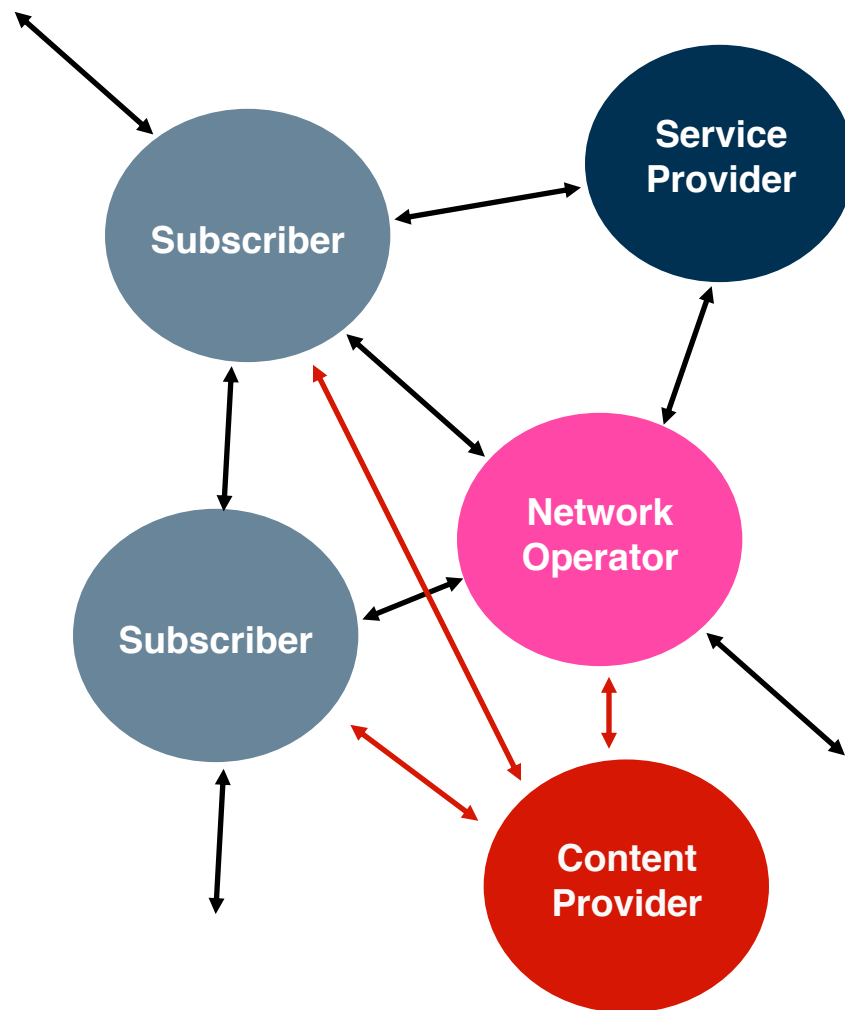 Service
Provider
Subscriber
Network
Operator
Subscriber
Content
Provider